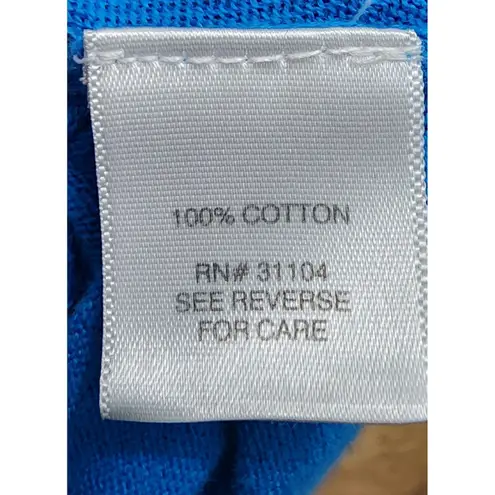 100% COTTON
RN# 31104
SEE REVERSE
FOR CARE